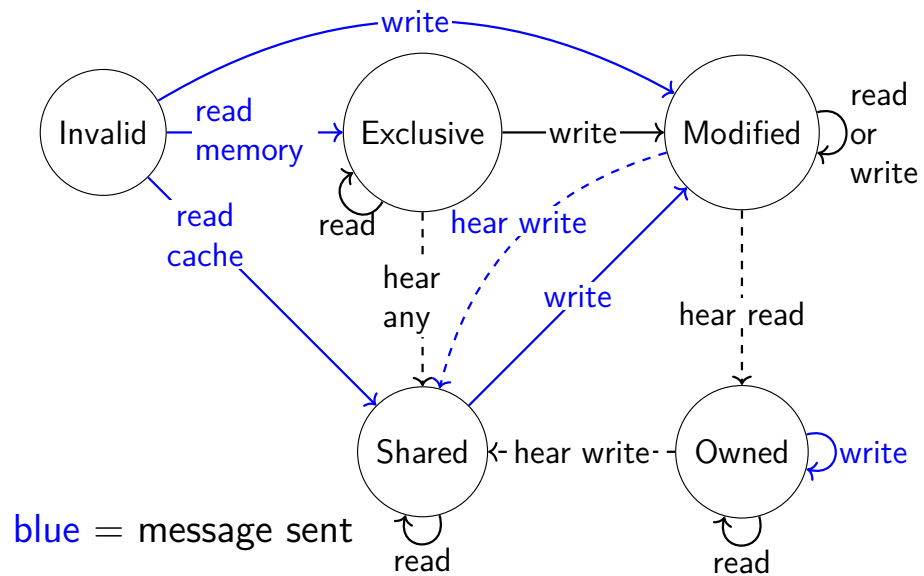 write
Invalid
read
memory
Exclusive
write
Modified
read
or
write
read
cache
read
hear write
hear
any
write
hear read
Shared
hear write
Owned
write
blue = message sent
read
read